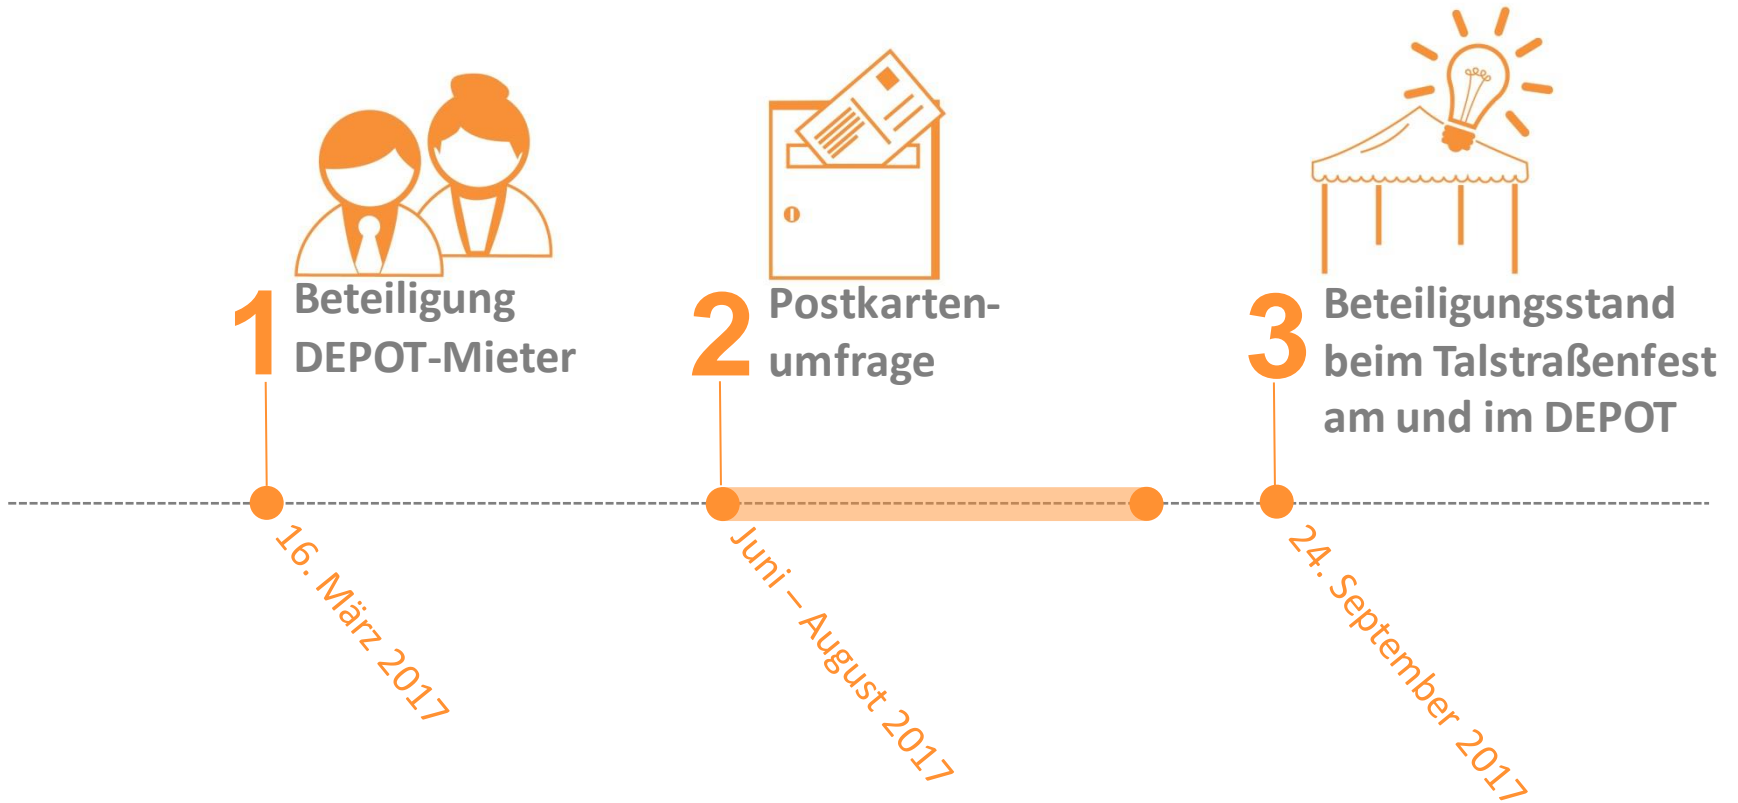 1
Beteiligung
DEPOT-Mieter
16. März 2017
2
Postkarten-
umfrage
Juni – August 2017
3
Beteiligungsstand
beim Talstraßenfest
am und im DEPOT
24. September 2017